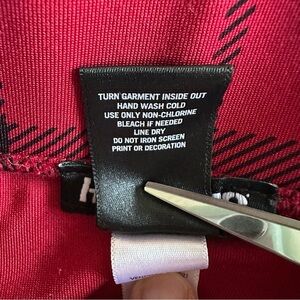 TURN GARMENT INSIDE OUT
HAND WASH COLD
USE ONLY NON-CHLORINE
BLEACH IF NEEDED
LINE DRY
DO NOT IRON SCREEN
PRINT OR DECORATION